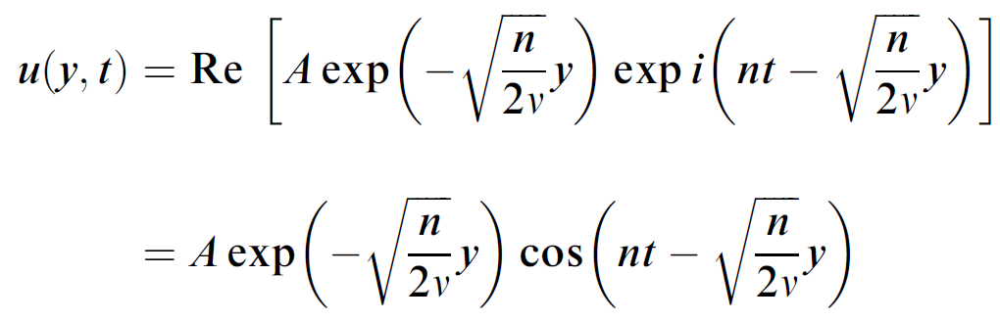 u(y, t) = Re [A exp(−√(n/2ν) y) exp i(nt − √(n/2ν) y)]
= A exp(−√(n/2ν) y) cos(nt − √(n/2ν) y)